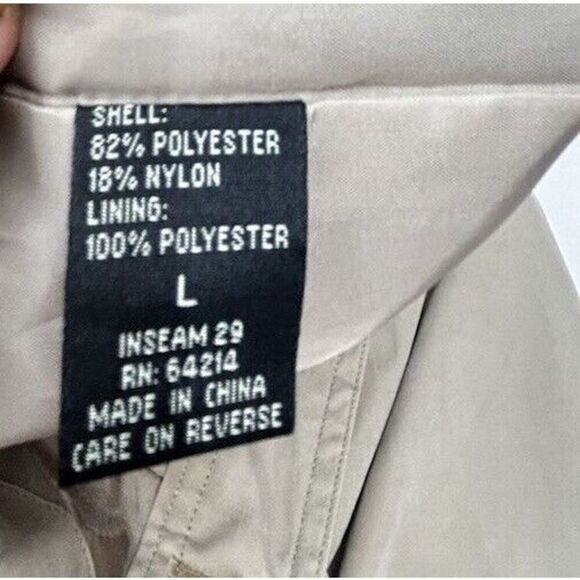 SHELL:
82% POLYESTER
18% NYLON
LINING:
100% POLYESTER
L
INSEAM 29
RN: 64214
MADE IN CHINA
CARE ON REVERSE